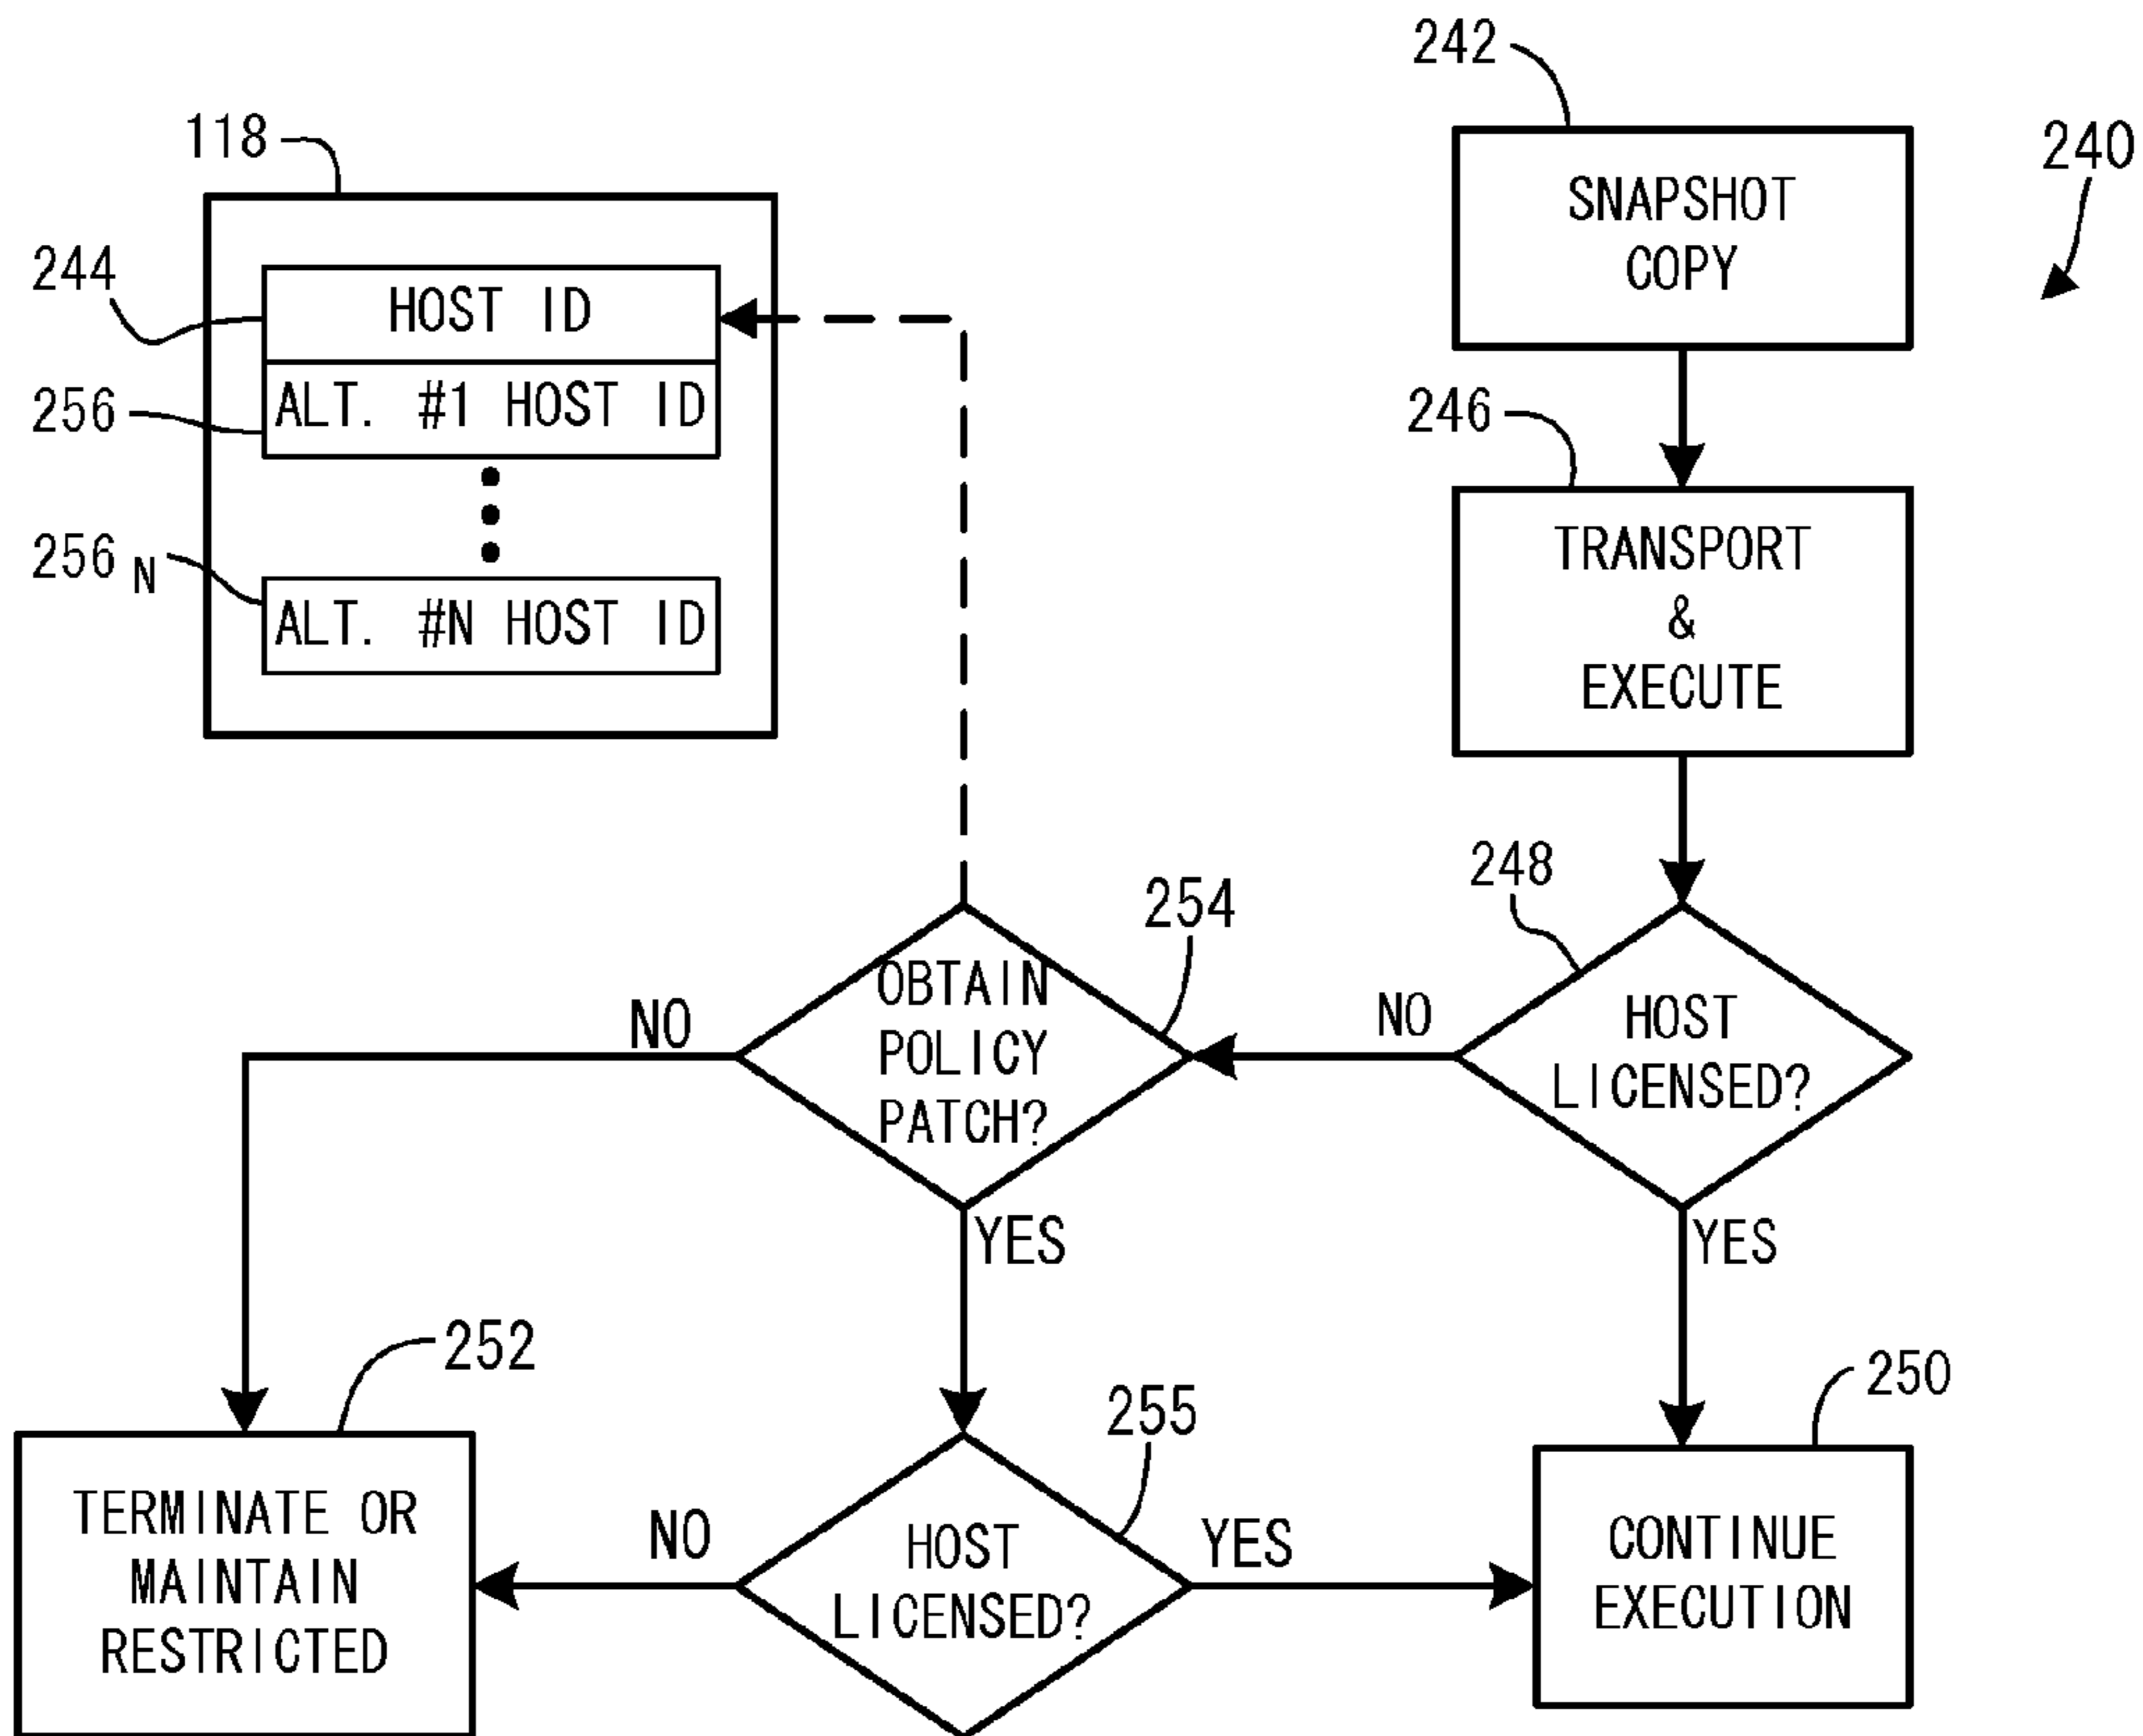 242
SNAPSHOT
COPY
240
118
244
HOST ID
256
ALT. #1 HOST ID
256 N
ALT. #N HOST ID
246
TRANSPORT
&
EXECUTE
248
HOST
LICENSED?
NO
YES
254
OBTAIN
POLICY
PATCH?
NO
YES
252
TERMINATE OR
MAINTAIN
RESTRICTED
255
HOST
LICENSED?
NO
YES
250
CONTINUE
EXECUTION